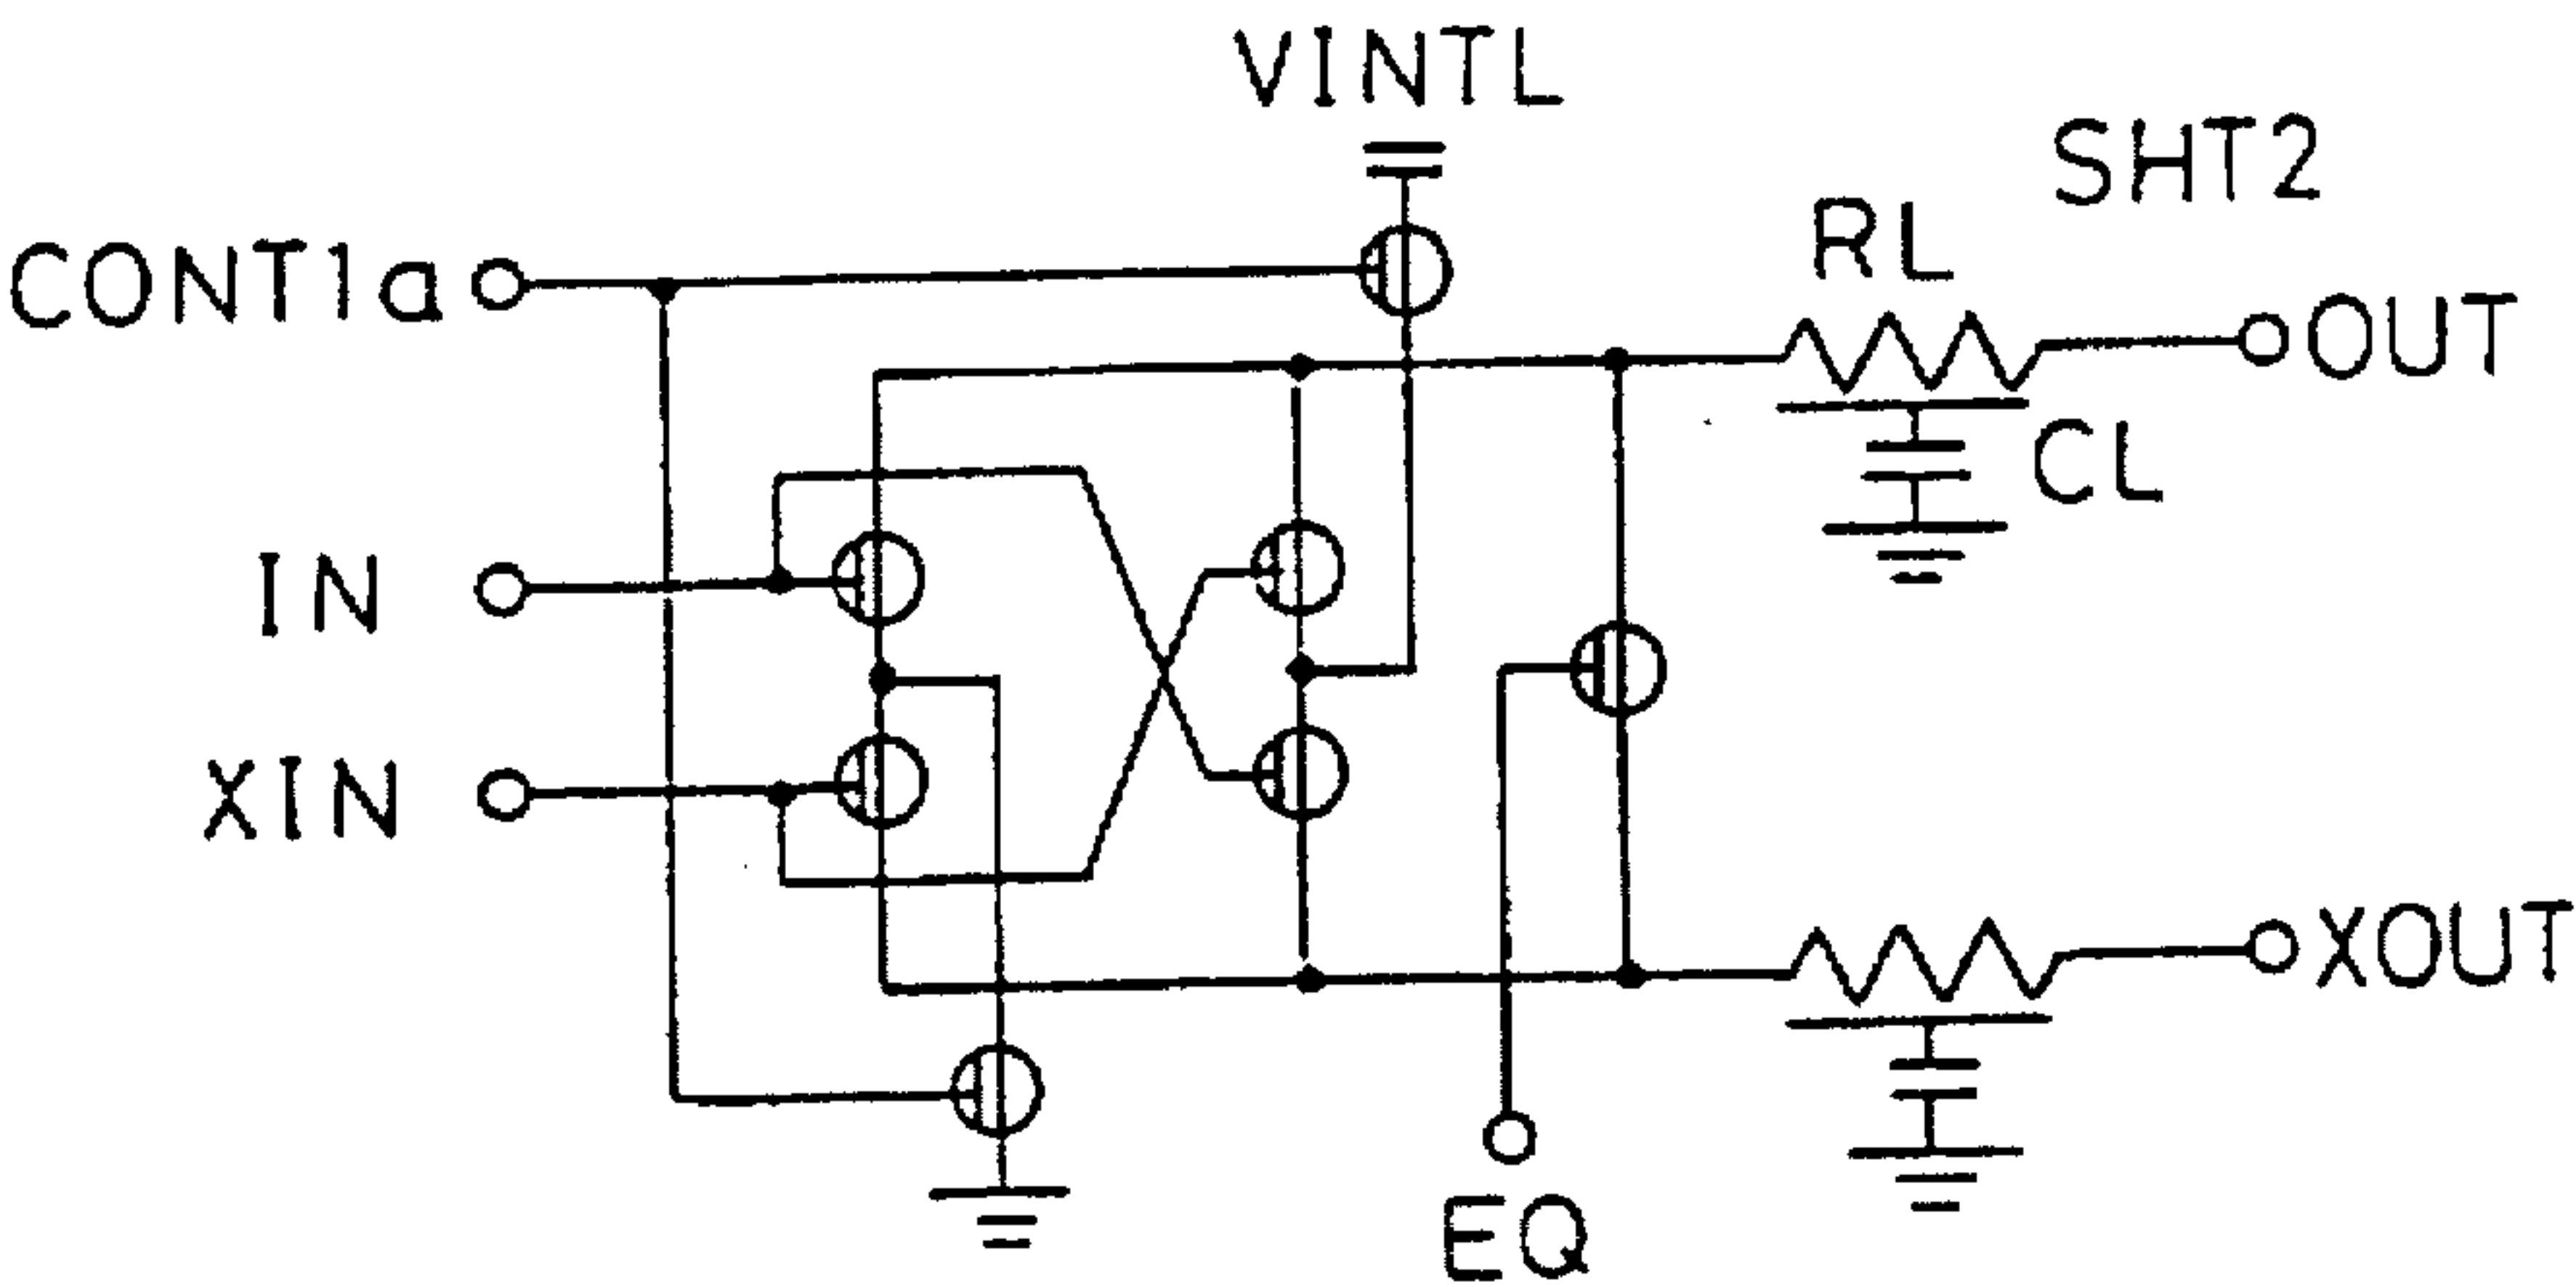 VINTL
SHT2
RL
CONT1a
OUT
CL
IN
XIN
XOUT
EQ